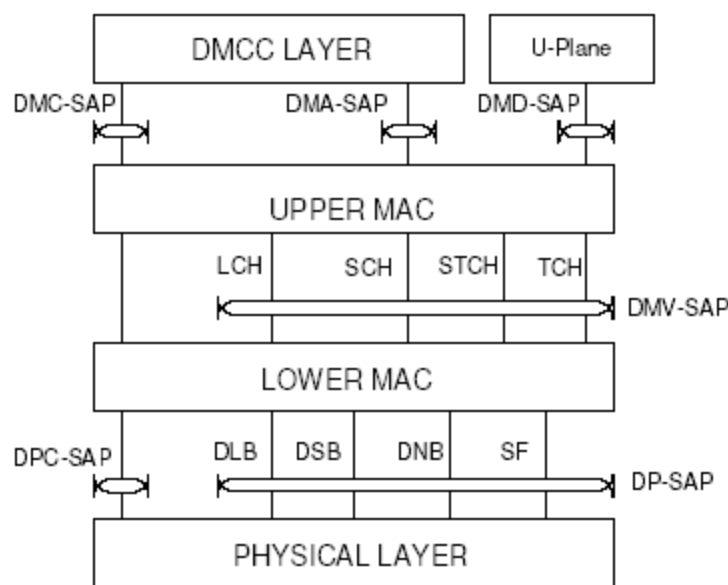 DMCC LAYER
U-Plane
DMC-SAP
DMA-SAP
DMD-SAP
UPPER MAC
LCH
SCH
STCH
TCH
DMV-SAP
LOWER MAC
DPC-SAP
DLB
DSB
DNB
SF
DP-SAP
PHYSICAL LAYER